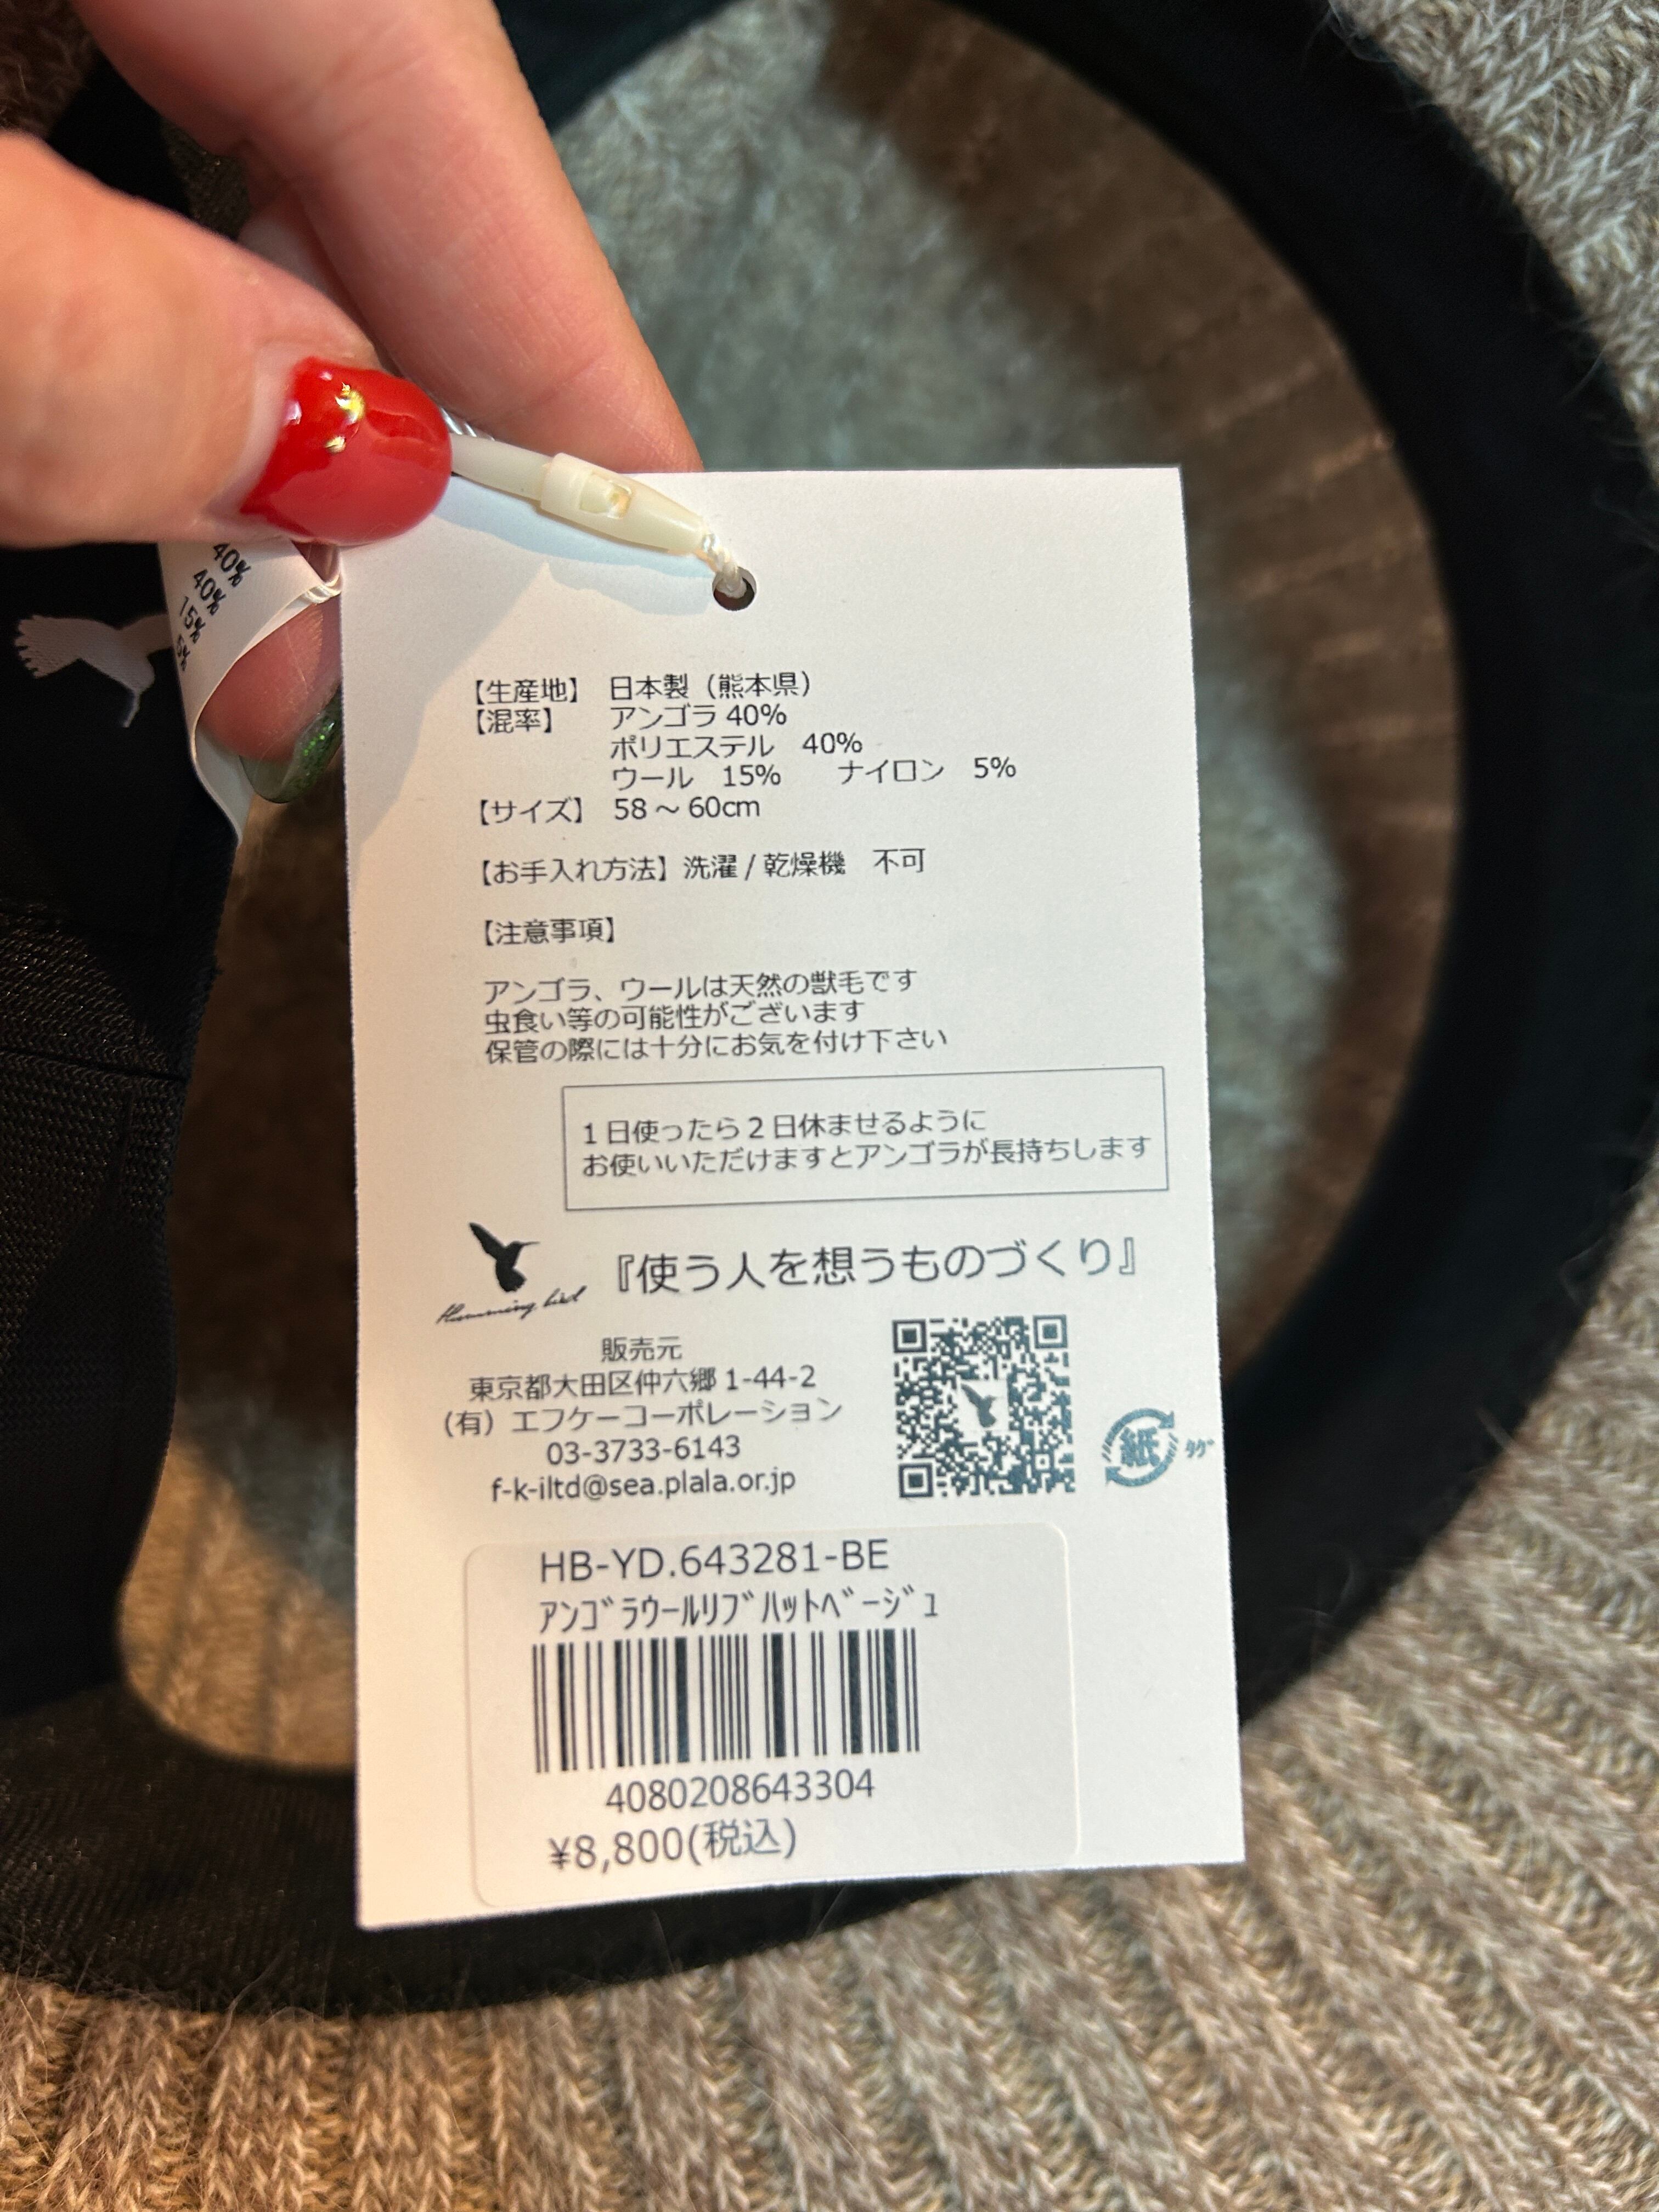 40%
40%
15%
5%
【生産地】 日本製（熊本県）
【混率】 アンゴラ 40%
ポリエステル 40%
ウール 15% ナイロン 5%
【サイズ】 58 ～ 60cm
【お手入れ方法】洗濯 / 乾燥機 不可
【注意事項】
アンゴラ、ウールは天然の獣毛です
虫食い等の可能性がございます
保管の際には十分にお気を付け下さい
1 日使ったら 2 日休ませるように
お使いいただけますとアンゴラが長持ちします
Humming bird
『使う人を想うものづくり』
販売元
東京都大田区仲六郷 1-44-2
（有）エフケーコーポレーション
03-3733-6143
f-k-iltd@sea.plala.or.jp
紙 ﾀｸﾞ
HB-YD.643281-BE
ｱﾝｺﾞﾗｳｰﾙﾘﾌﾞﾊｯﾄﾍﾞｰｼﾞｭ
4080208643304
¥8,800(税込)